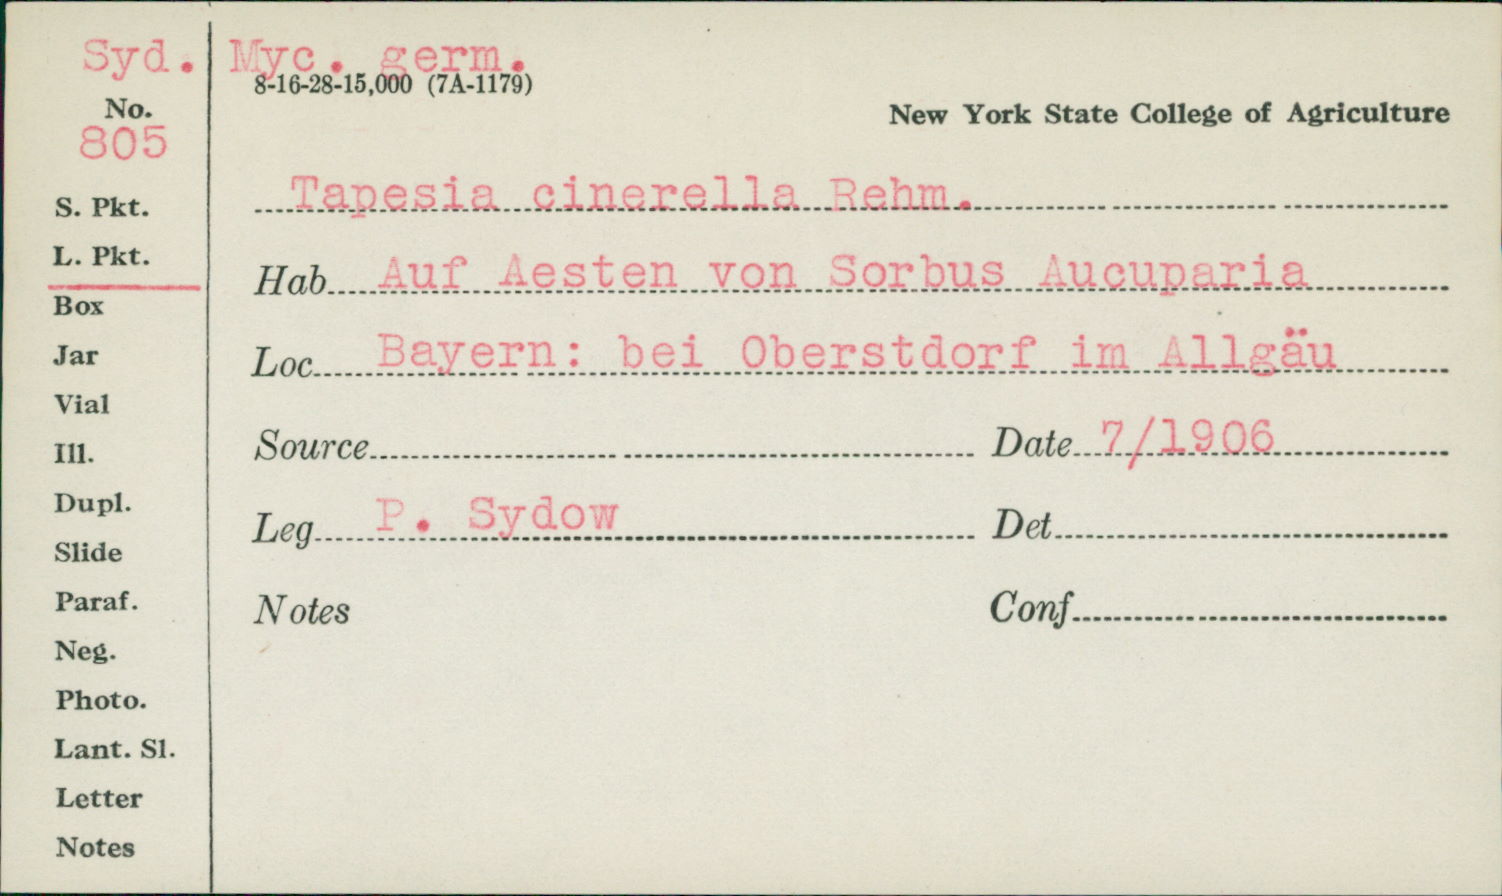 Syd. Myc. germ.
8-16-28-15,000 (7A-1179)
No.
805
New York State College of Agriculture
S. Pkt.
L. Pkt.
Box
Jar
Vial
Ill.
Dupl.
Slide
Paraf.
Neg.
Photo.
Lant. Sl.
Letter
Notes
Tapesia cinerella Rehm.
Hab. Auf Aesten von Sorbus Aucuparia
Loc. Bayern: bei Oberstdorf im Allgäu
Source Date 7/1906
Leg. P. Sydow Det.
Notes Conf.